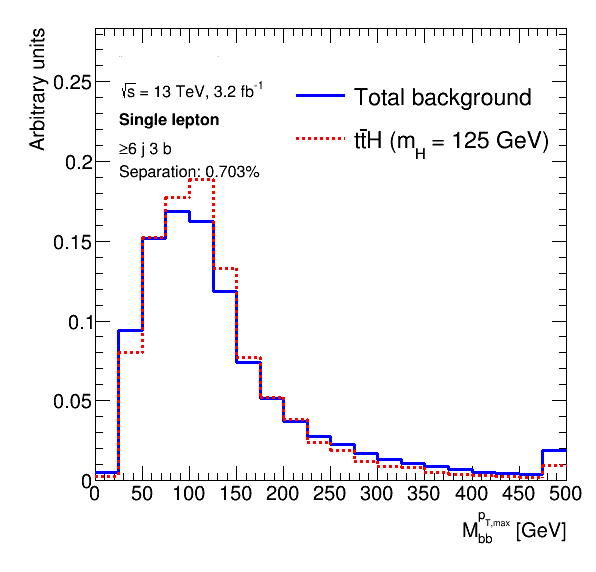 Arbitrary units
0.25
0.2
0.15
0.1
0.05
0
√s = 13 TeV, 3.2 fb⁻¹
Single lepton
≥6 j 3 b
Separation: 0.703%
Total background
tt̄H (m_H = 125 GeV)
0 50 100 150 200 250 300 350 400 450 500
M_bb^{p_{T,max}} [GeV]